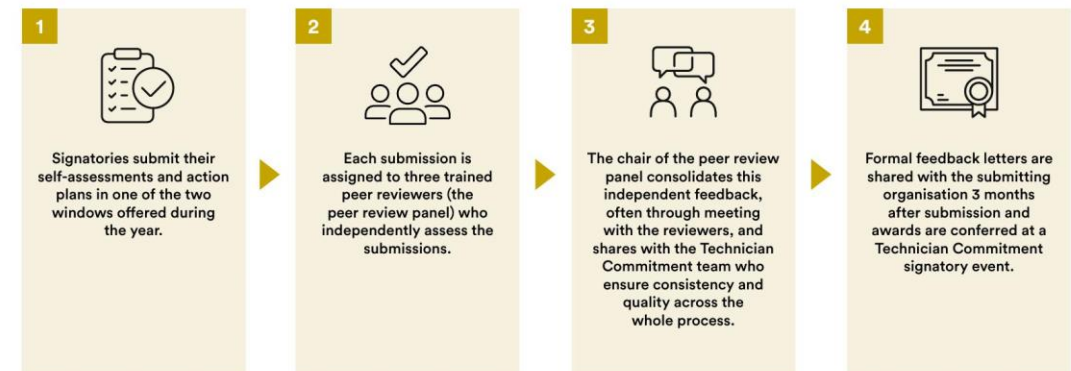 1
Signatories submit their
self-assessments and action
plans in one of the two
windows offered during
the year.
2
Each submission is
assigned to three trained
peer reviewers (the
peer review panel) who
independently assess the
submissions.
3
The chair of the peer review
panel consolidates this
independent feedback,
often through meeting
with the reviewers, and
shares with the Technician
Commitment team who
ensure consistency and
quality across the
whole process.
4
Formal feedback letters are
shared with the submitting
organisation 3 months
after submission and
awards are conferred at a
Technician Commitment
signatory event.